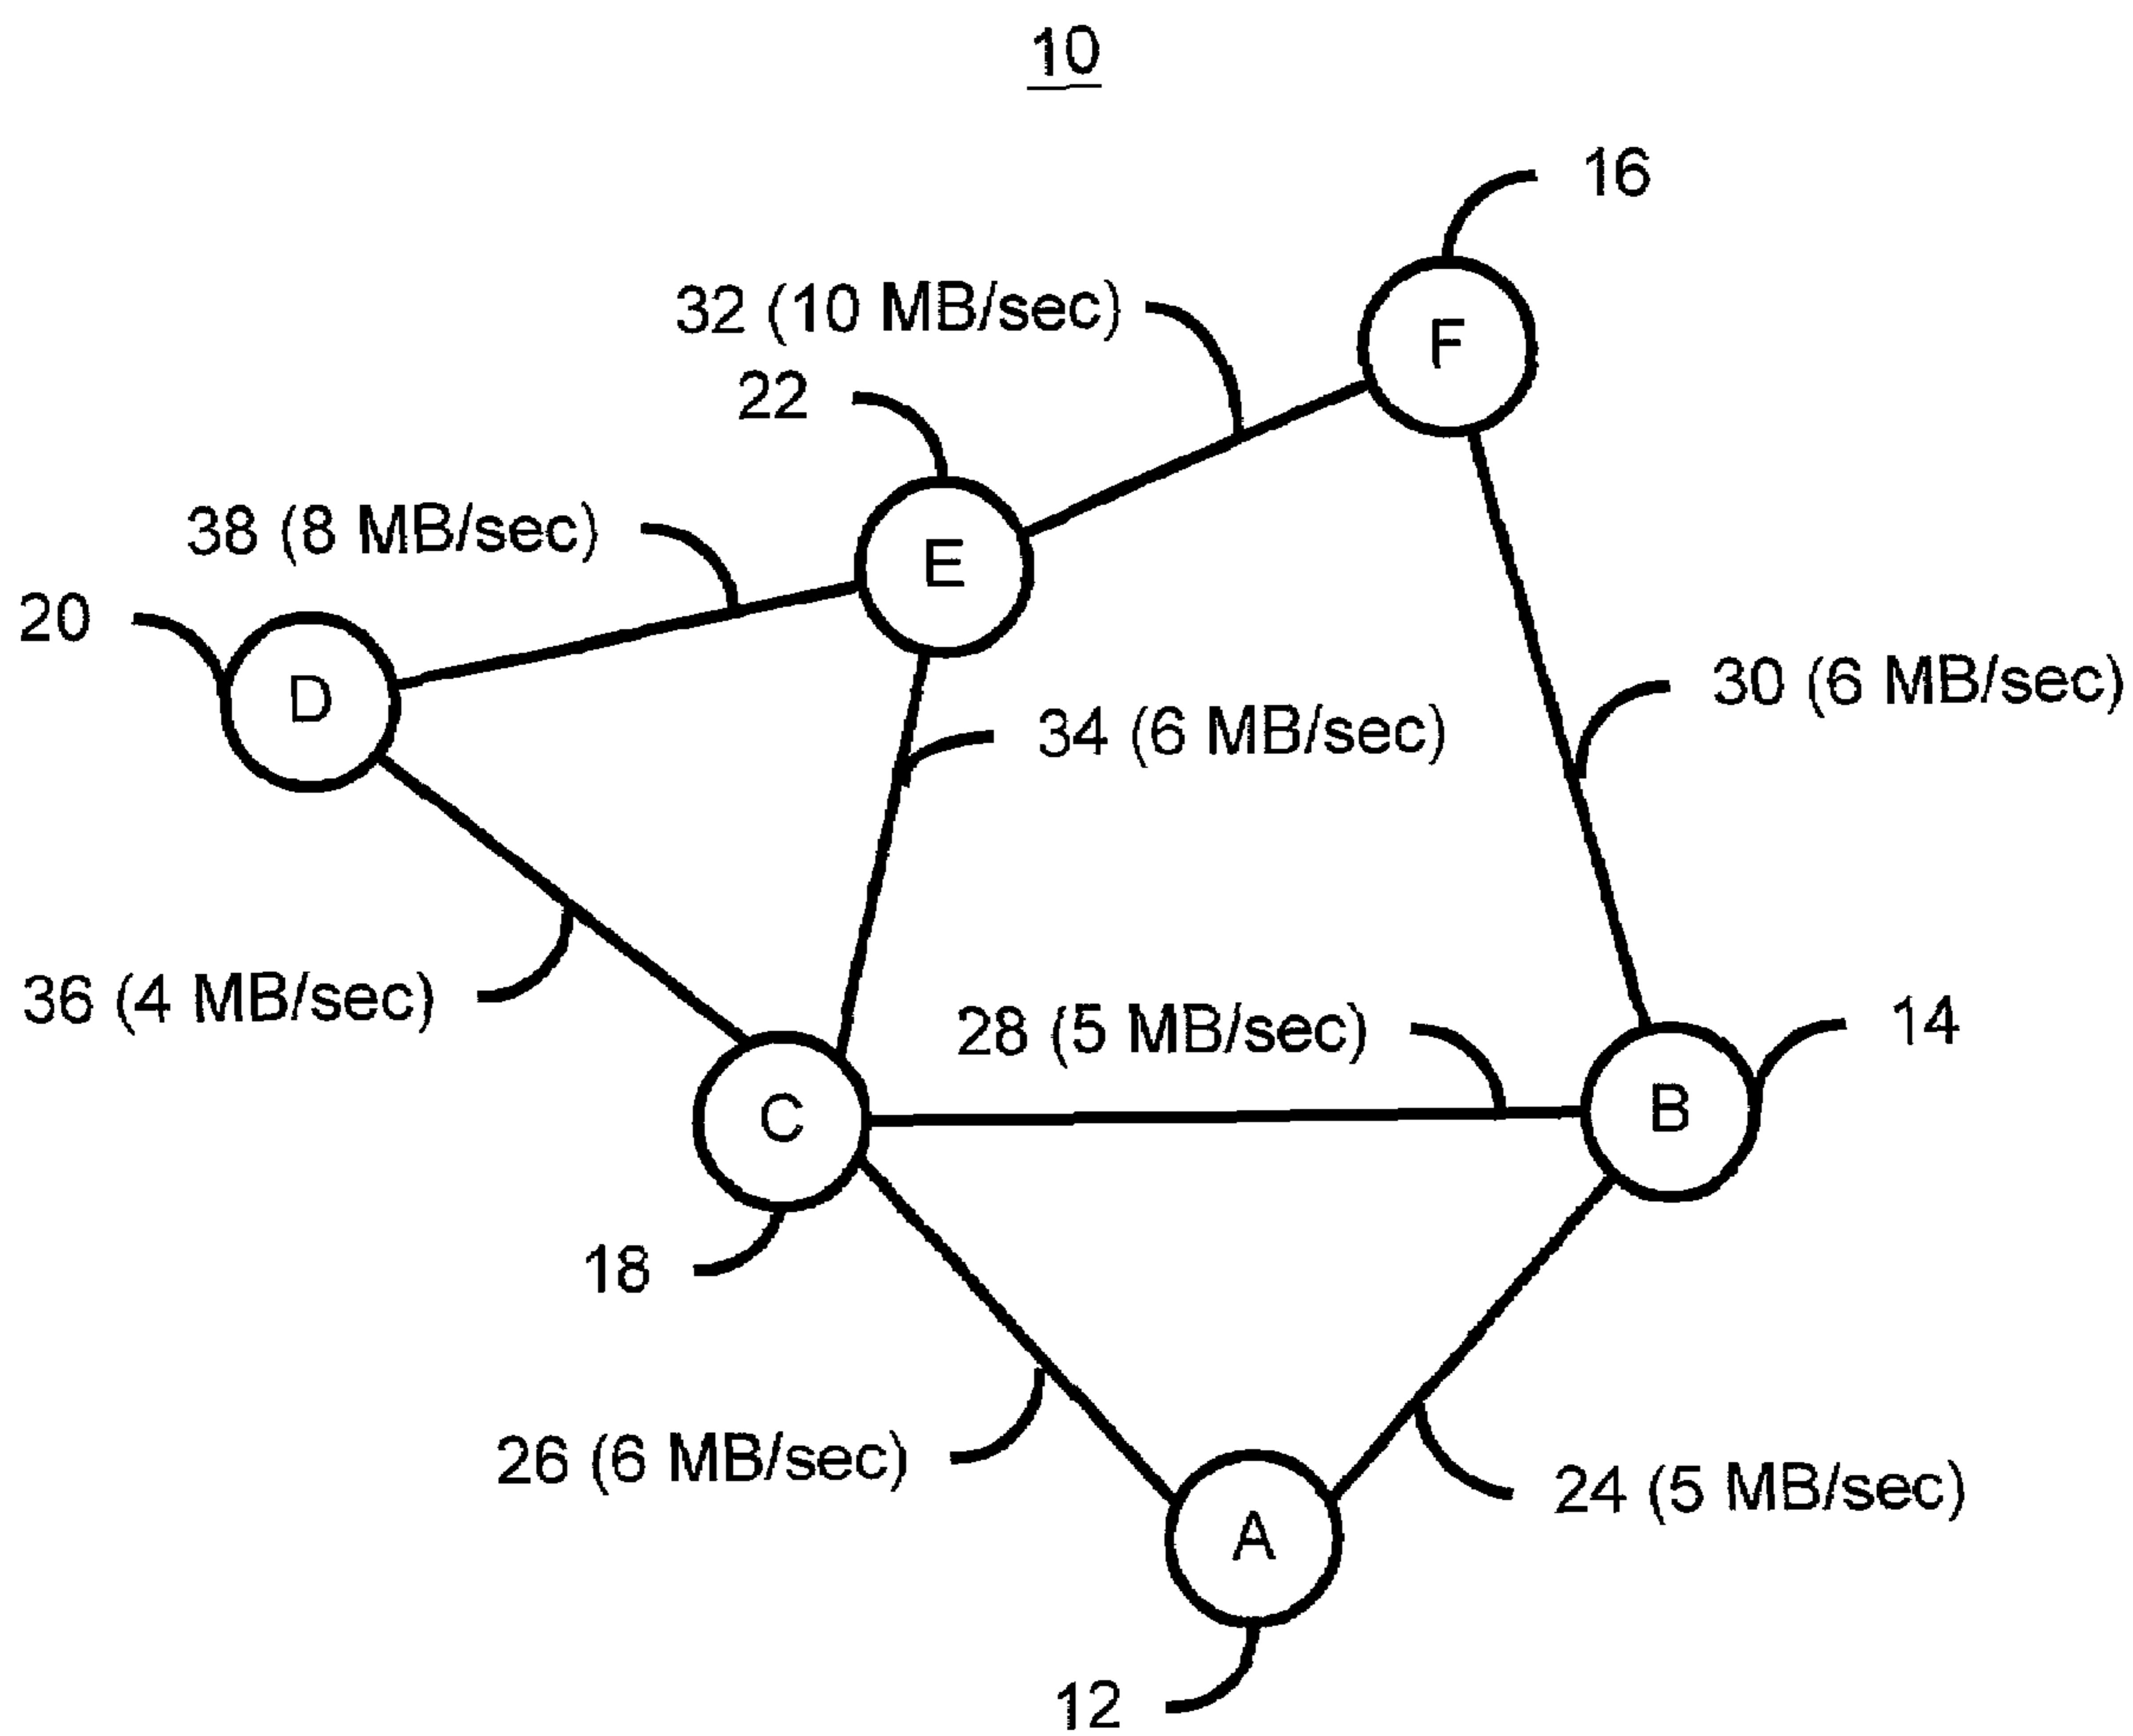 10
16
32 (10 MB/sec)
F
22
38 (8 MB/sec)
E
20
D
30 (6 MB/sec)
34 (6 MB/sec)
36 (4 MB/sec)
28 (5 MB/sec)
14
C
B
18
26 (6 MB/sec)
24 (5 MB/sec)
A
12